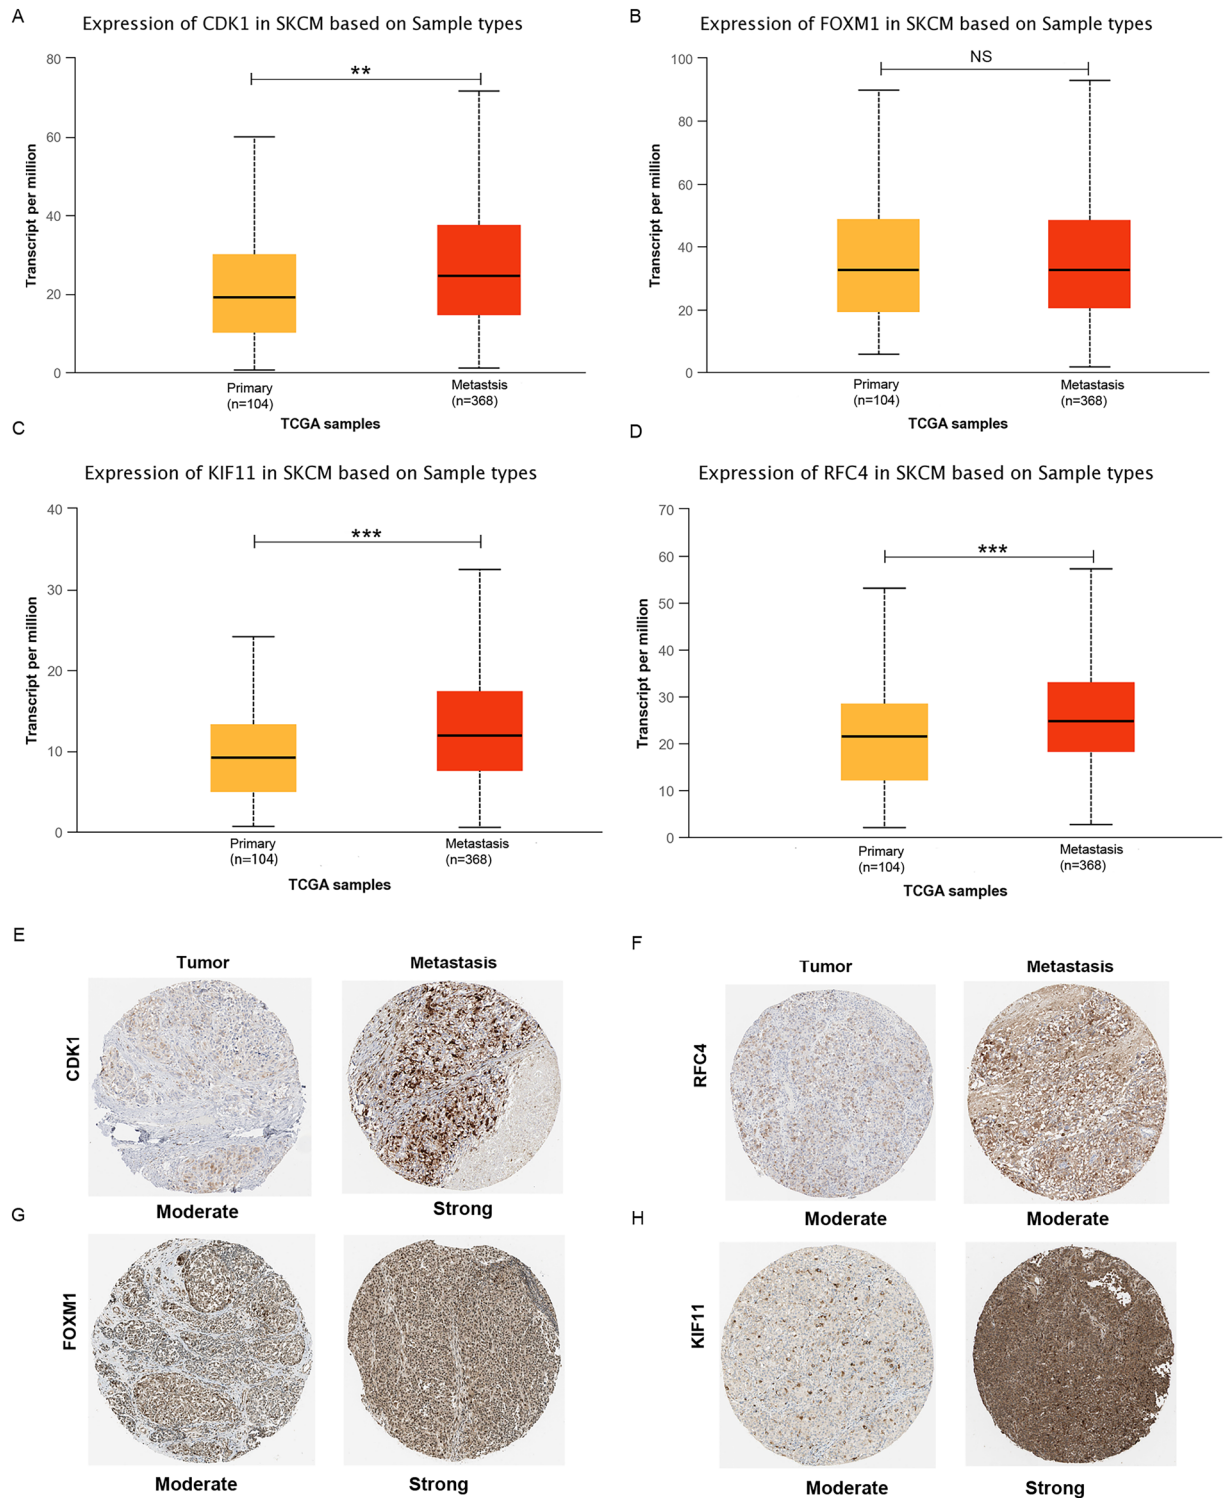 A
Expression of CDK1 in SKCM based on Sample types
80
60
40
20
0
Transcript per million
**
Primary
(n=104)
Metastsis
(n=368)
TCGA samples
B
Expression of FOXM1 in SKCM based on Sample types
100
80
60
40
20
0
Transcript per million
NS
Primary
(n=104)
Metastasis
(n=368)
TCGA samples
C
Expression of KIF11 in SKCM based on Sample types
40
30
20
10
0
Transcript per million
***
Primary
(n=104)
Metastasis
(n=368)
TCGA samples
D
Expression of RFC4 in SKCM based on Sample types
70
60
50
40
30
20
10
0
Transcript per million
***
Primary
(n=104)
Metastasis
(n=368)
TCGA samples
E
Tumor
Metastasis
CDK1
Moderate
Strong
F
Tumor
Metastasis
RFC4
Moderate
Moderate
G
FOXM1
Moderate
Strong
H
KIF11
Moderate
Strong